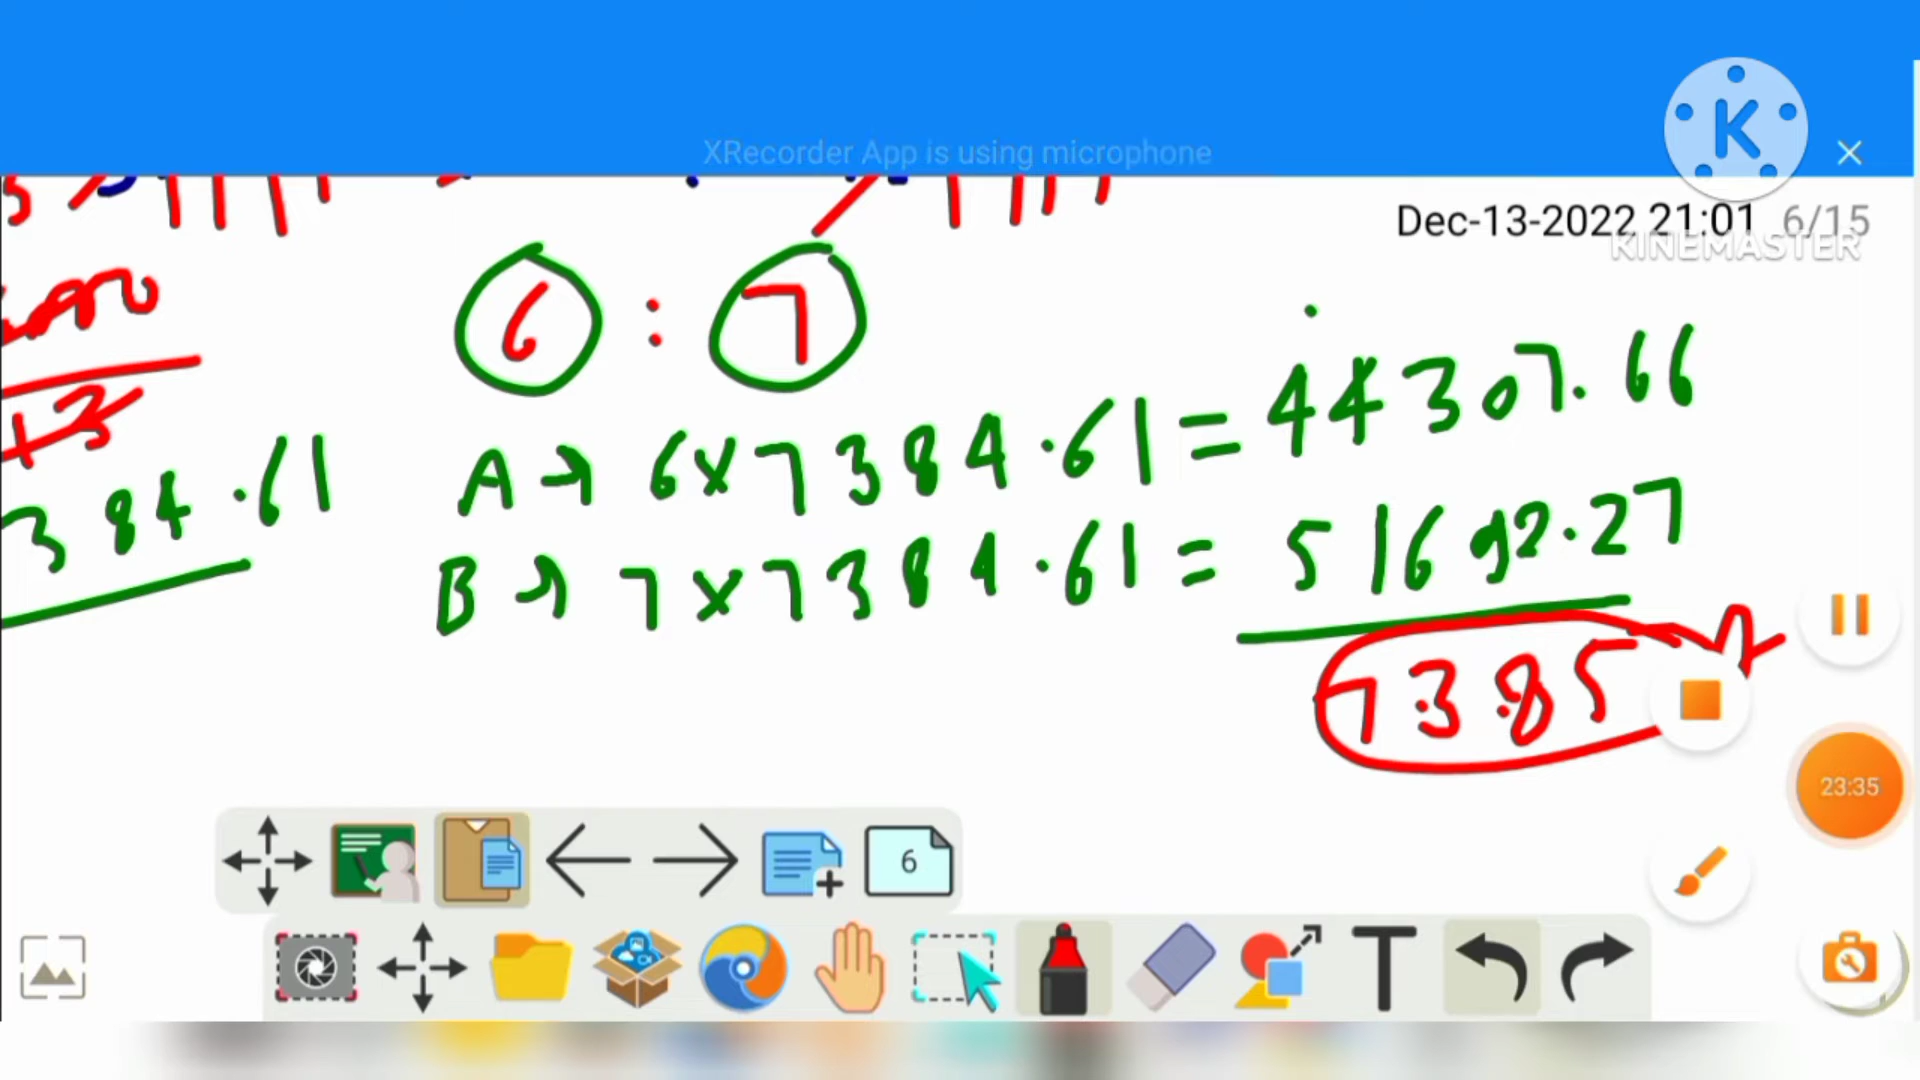 XRecorder App is using microphone
K
Dec-13-2022 21:01 6/15
KINEMASTER
6 : 7
13
384.61
A → 6 x 7384.61 = 44307.66
B → 7 x 7384.61 = 51692.27
7385
23:35
6
T